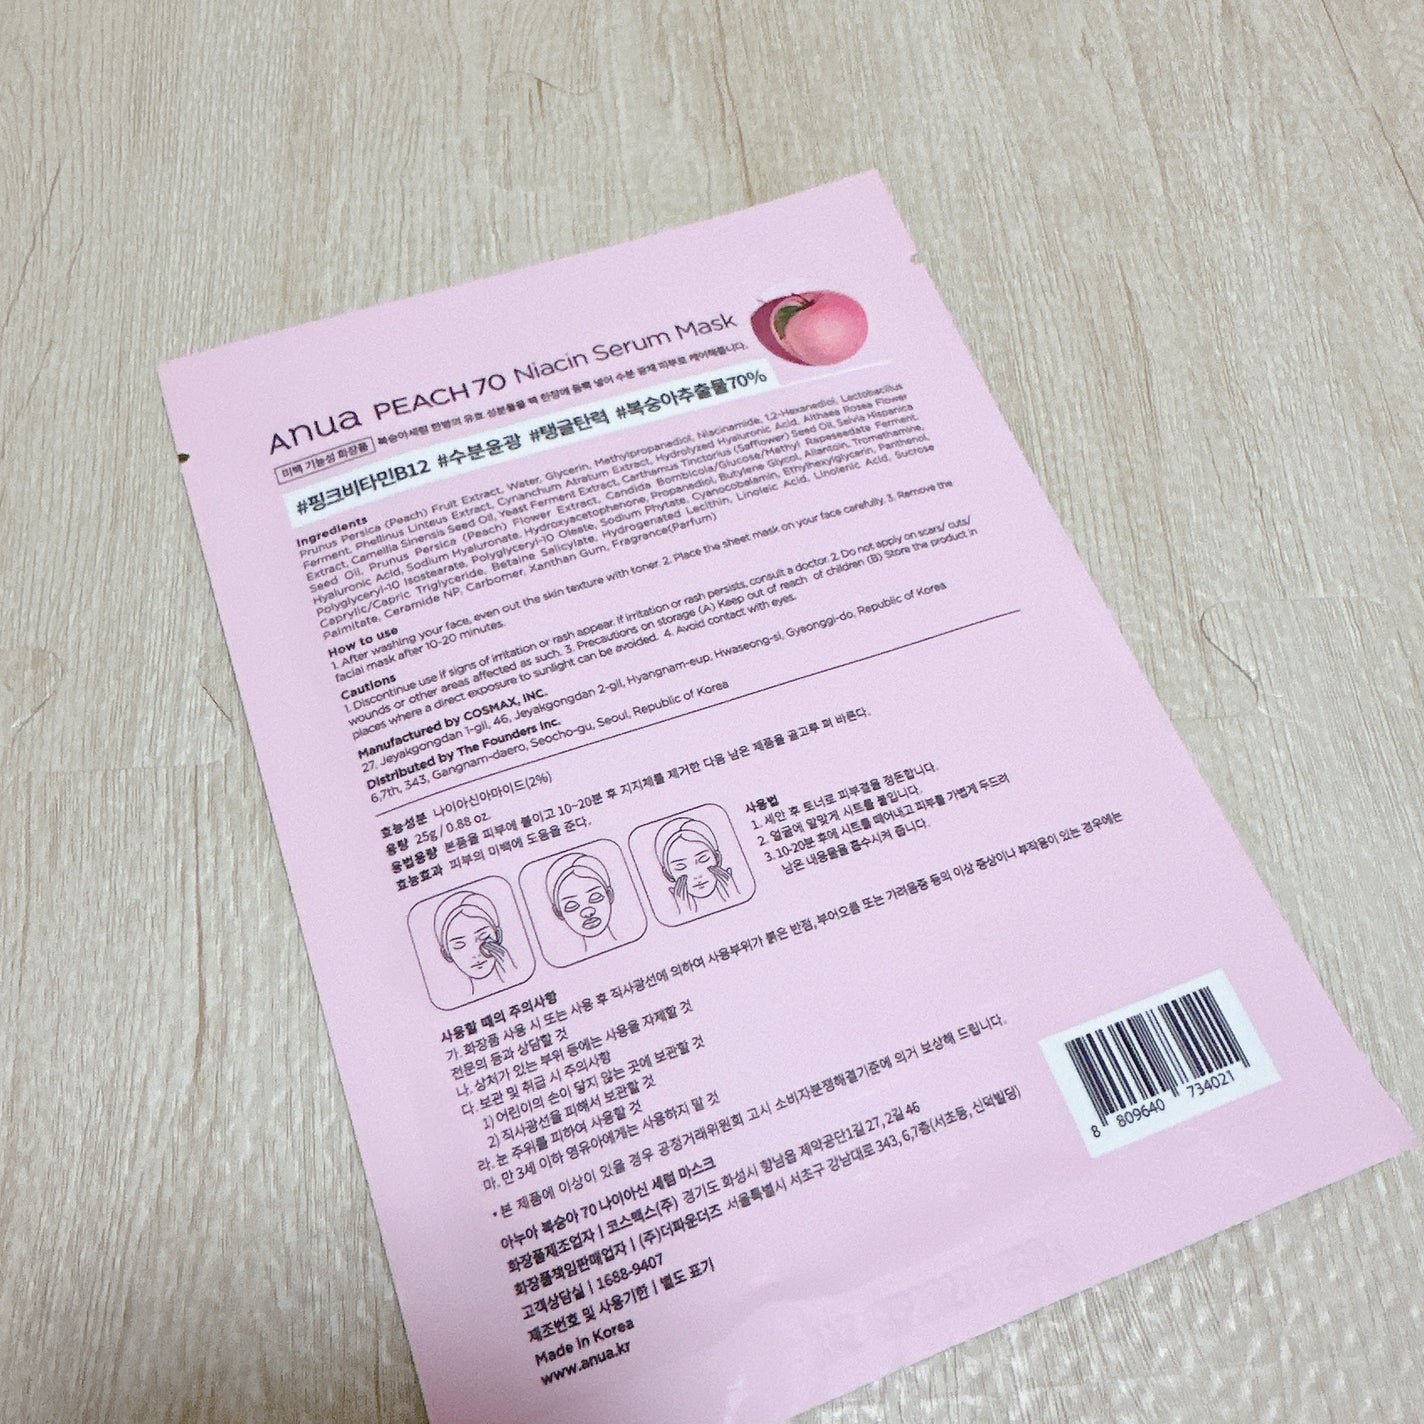 Anua PEACH 70 Niacin Serum Mask
미백 기능성 화장품 복숭아세럼 한병의 유효 성분들을 팩 한장에 듬뿍 넣어 수분 광채 피부로 케어해줍니다.
#핑크비타민B12 #수분윤광 #탱글탄력 #복숭아추출물70%
Ingredients
Prunus Persica (Peach) Fruit Extract, Water, Glycerin, Methylpropanediol, Niacinamide, 1,2-Hexanediol, Lactobacillus
Ferment, Phellinus Linteus Extract, Cynanchum Atratum Extract, Hydrolyzed Hyaluronic Acid, Althaea Rosea Flower
Extract, Camellia Sinensis Seed Oil, Yeast Ferment Extract, Carthamus Tinctorius (Safflower) Seed Oil, Salvia Hispanica
Seed Oil, Prunus Persica (Peach) Flower Extract, Candida Bombicola/Glucose/Methyl Rapeseedate Ferment,
Hyaluronic Acid, Sodium Hyaluronate, Hydroxyacetophenone, Propanediol, Butylene Glycol, Allantoin, Tromethamine,
Polyglyceryl-10 Isostearate, Polyglyceryl-10 Oleate, Sodium Phytate, Cyanocobalamin, Ethylhexylglycerin, Panthenol,
Caprylic/Capric Triglyceride, Betaine Salicylate, Hydrogenated Lecithin, Linoleic Acid, Linolenic Acid, Sucrose
Palmitate, Ceramide NP, Carbomer, Xanthan Gum, Fragrance(Parfum)
How to use
1. After washing your face, even out the skin texture with toner. 2. Place the sheet mask on your face carefully. 3. Remove the
facial mask after 10-20 minutes.
Cautions
1. Discontinue use if signs of irritation or rash appear. If irritation or rash persists, consult a doctor. 2. Do not apply on scars/ cuts/
wounds or other areas affected as such. 3. Precautions on storage (A) Keep out of reach of children (B) Store the product in
places where a direct exposure to sunlight can be avoided. 4. Avoid contact with eyes.
Manufactured by COSMAX, INC.
27, Jeyakgongdan 1-gil, 46, Jeyakgongdan 2-gil, Hyangnam-eup, Hwaseong-si, Gyeonggi-do, Republic of Korea
Distributed by The Founders Inc.
6,7th, 343, Gangnam-daero, Seocho-gu, Seoul, Republic of Korea
효능성분 나이아신아마이드(2%)
용량 25g / 0.88 oz.
용법용량 본품을 피부에 붙이고 10~20분 후 지지체를 제거한 다음 남은 제품을 골고루 펴 바른다.
효능효과 피부의 미백에 도움을 준다.
사용법
1. 세안 후 토너로 피부결을 정돈합니다.
2. 얼굴에 알맞게 시트를 붙입니다.
3. 10-20분 후에 시트를 떼어내고 피부를 가볍게 두드려
남은 내용물을 흡수시켜 줍니다.
사용할 때의 주의사항
가. 화장품 사용 시 또는 사용 후 직사광선에 의하여 사용부위가 붉은 반점, 부어오름 또는 가려움증 등의 이상 증상이나 부작용이 있는 경우에는
전문의 등과 상담할 것
나. 상처가 있는 부위 등에는 사용을 자제할 것
다. 보관 및 취급 시 주의사항
1) 어린이의 손이 닿지 않는 곳에 보관할 것
2) 직사광선을 피해서 보관할 것
라. 눈 주위를 피하여 사용할 것
마. 만 3세 이하 영유아에게는 사용하지 말 것
• 본 제품에 이상이 있을 경우 공정거래위원회 고시 소비자분쟁해결기준에 의거 보상해 드립니다.
아누아 복숭아 70 나이아신 세럼 마스크
화장품제조업자 | 코스맥스(주) 경기도 화성시 향남읍 제약공단1길 27, 2길 46
화장품책임판매업자 | (주)더파운더즈 서울특별시 서초구 강남대로 343, 6,7층(서초동, 신덕빌딩)
고객상담실 | 1688-9407
제조번호 및 사용기한 | 별도 표기
Made in Korea
www.anua.kr
8 809640 734021